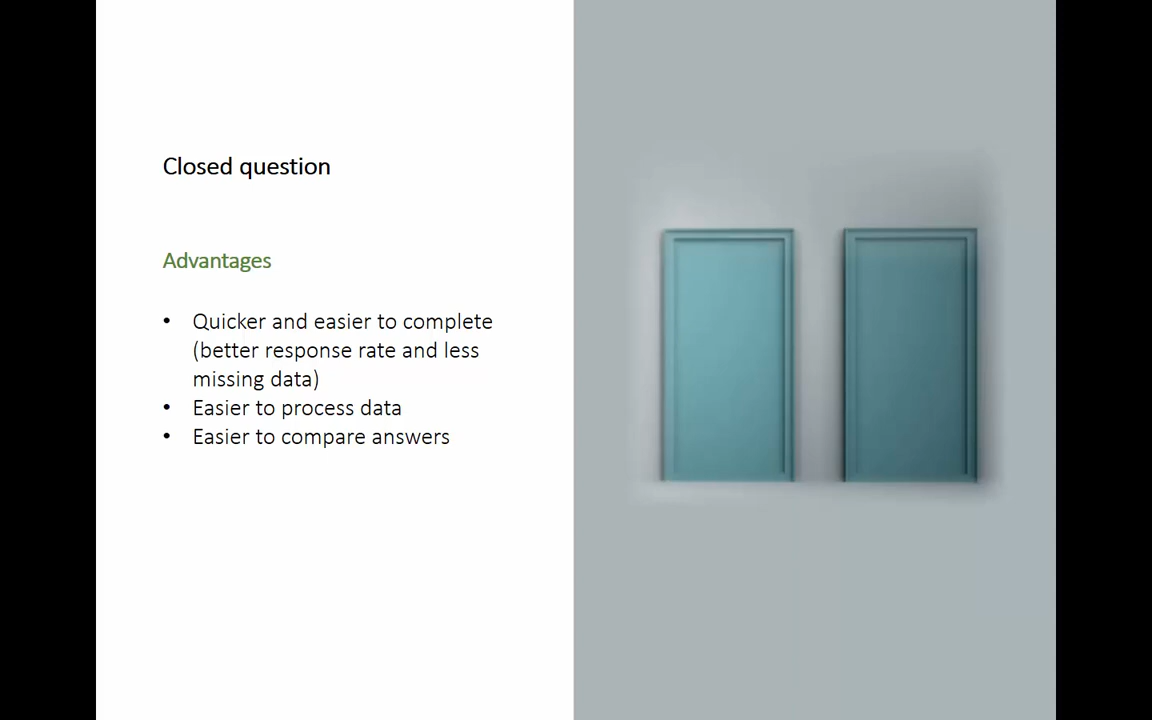 Closed question
Advantages
• Quicker and easier to complete
(better response rate and less
missing data)
• Easier to process data
• Easier to compare answers